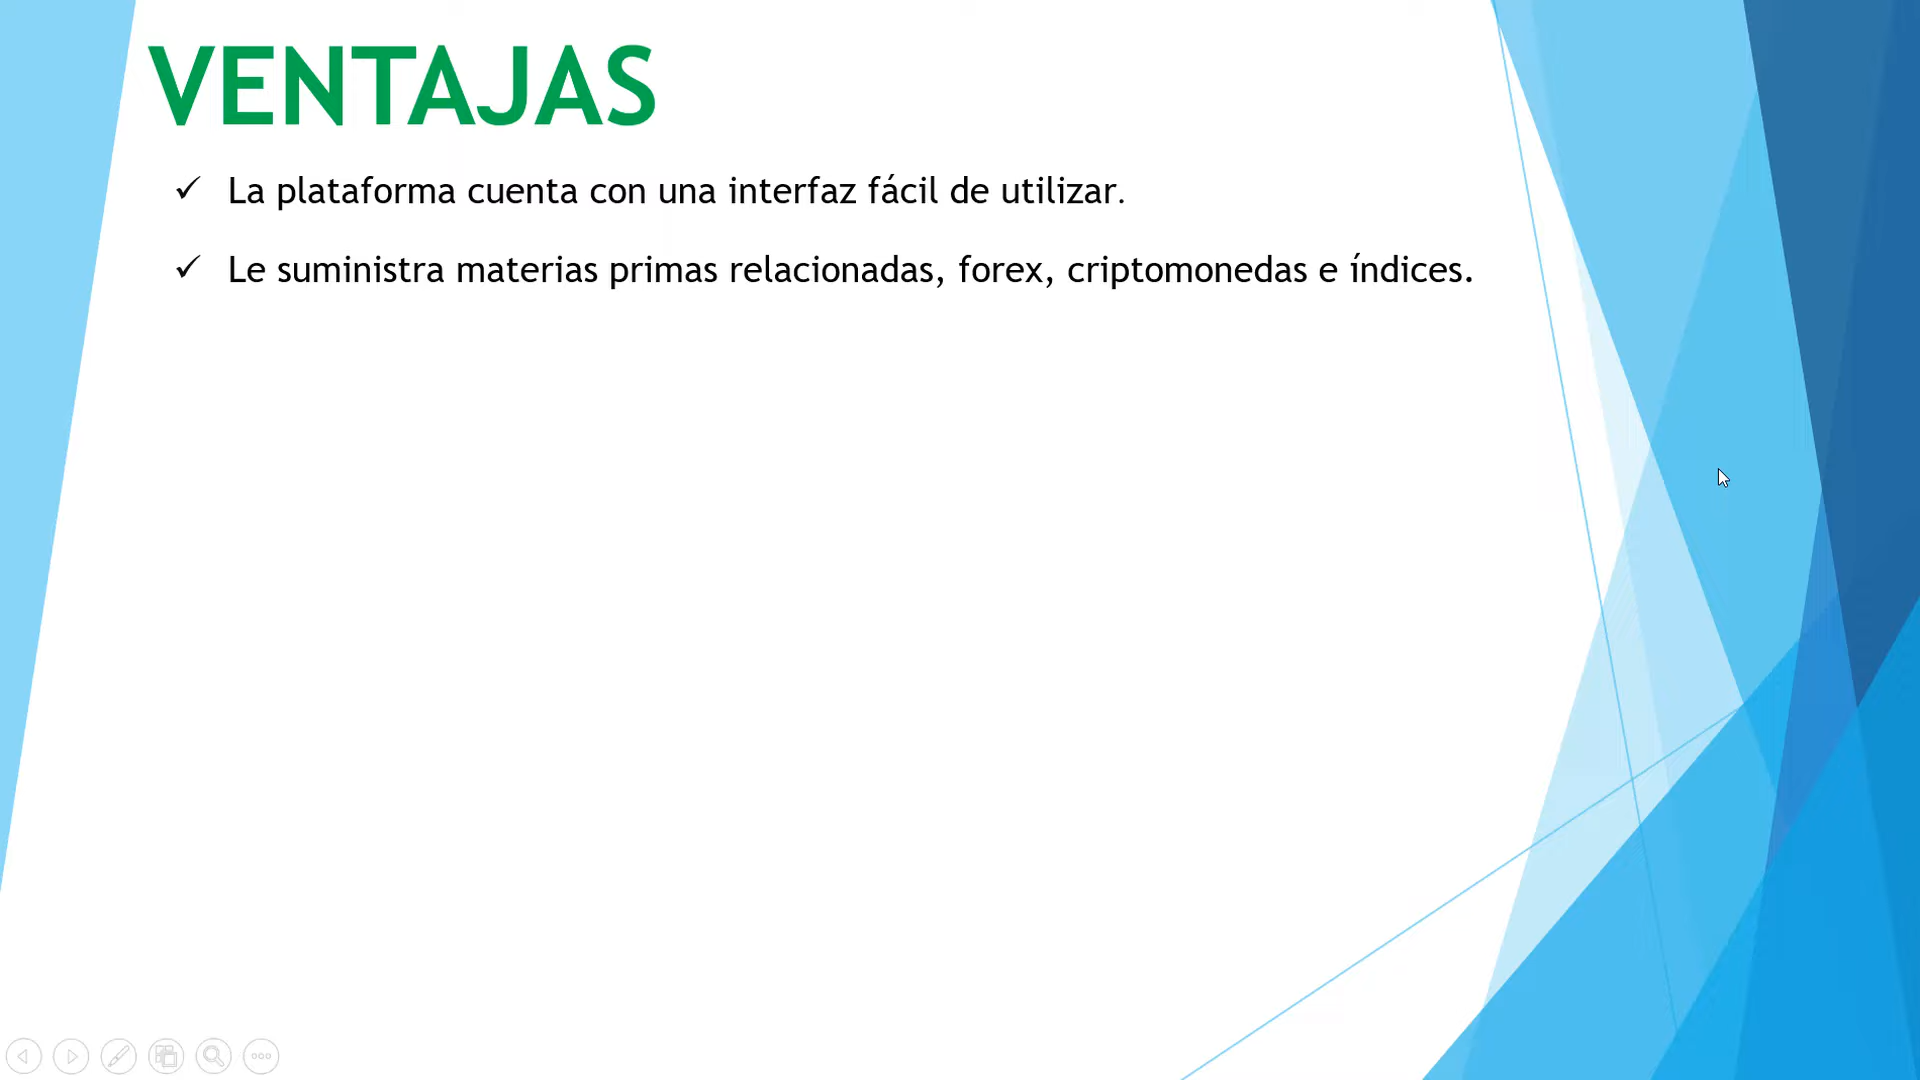 VENTAJAS
✓ La plataforma cuenta con una interfaz fácil de utilizar.
✓ Le suministra materias primas relacionadas, forex, criptomonedas e índices.